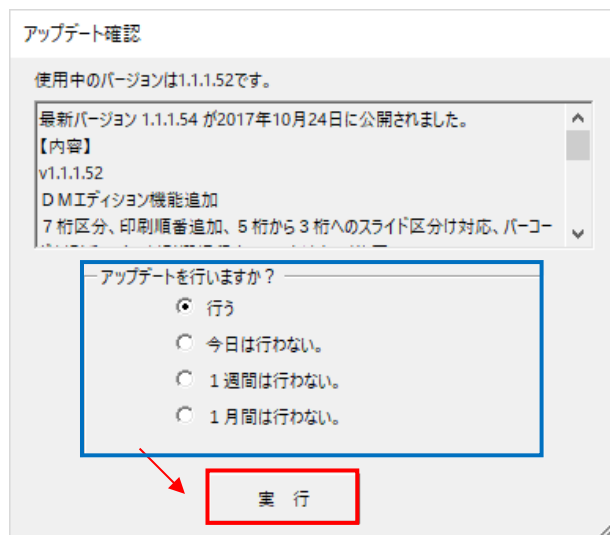 アップデート確認
使用中のバージョンは1.1.1.52です。
最新バージョン 1.1.1.54 が2017年10月24日に公開されました。
【内容】
v1.1.1.52
ＤＭエディション機能追加
７桁区分、印刷順番追加、５桁から３桁へのスライド区分け対応、バーコー
アップデートを行いますか？
行う
今日は行わない。
１週間は行わない。
１月間は行わない。
実　行